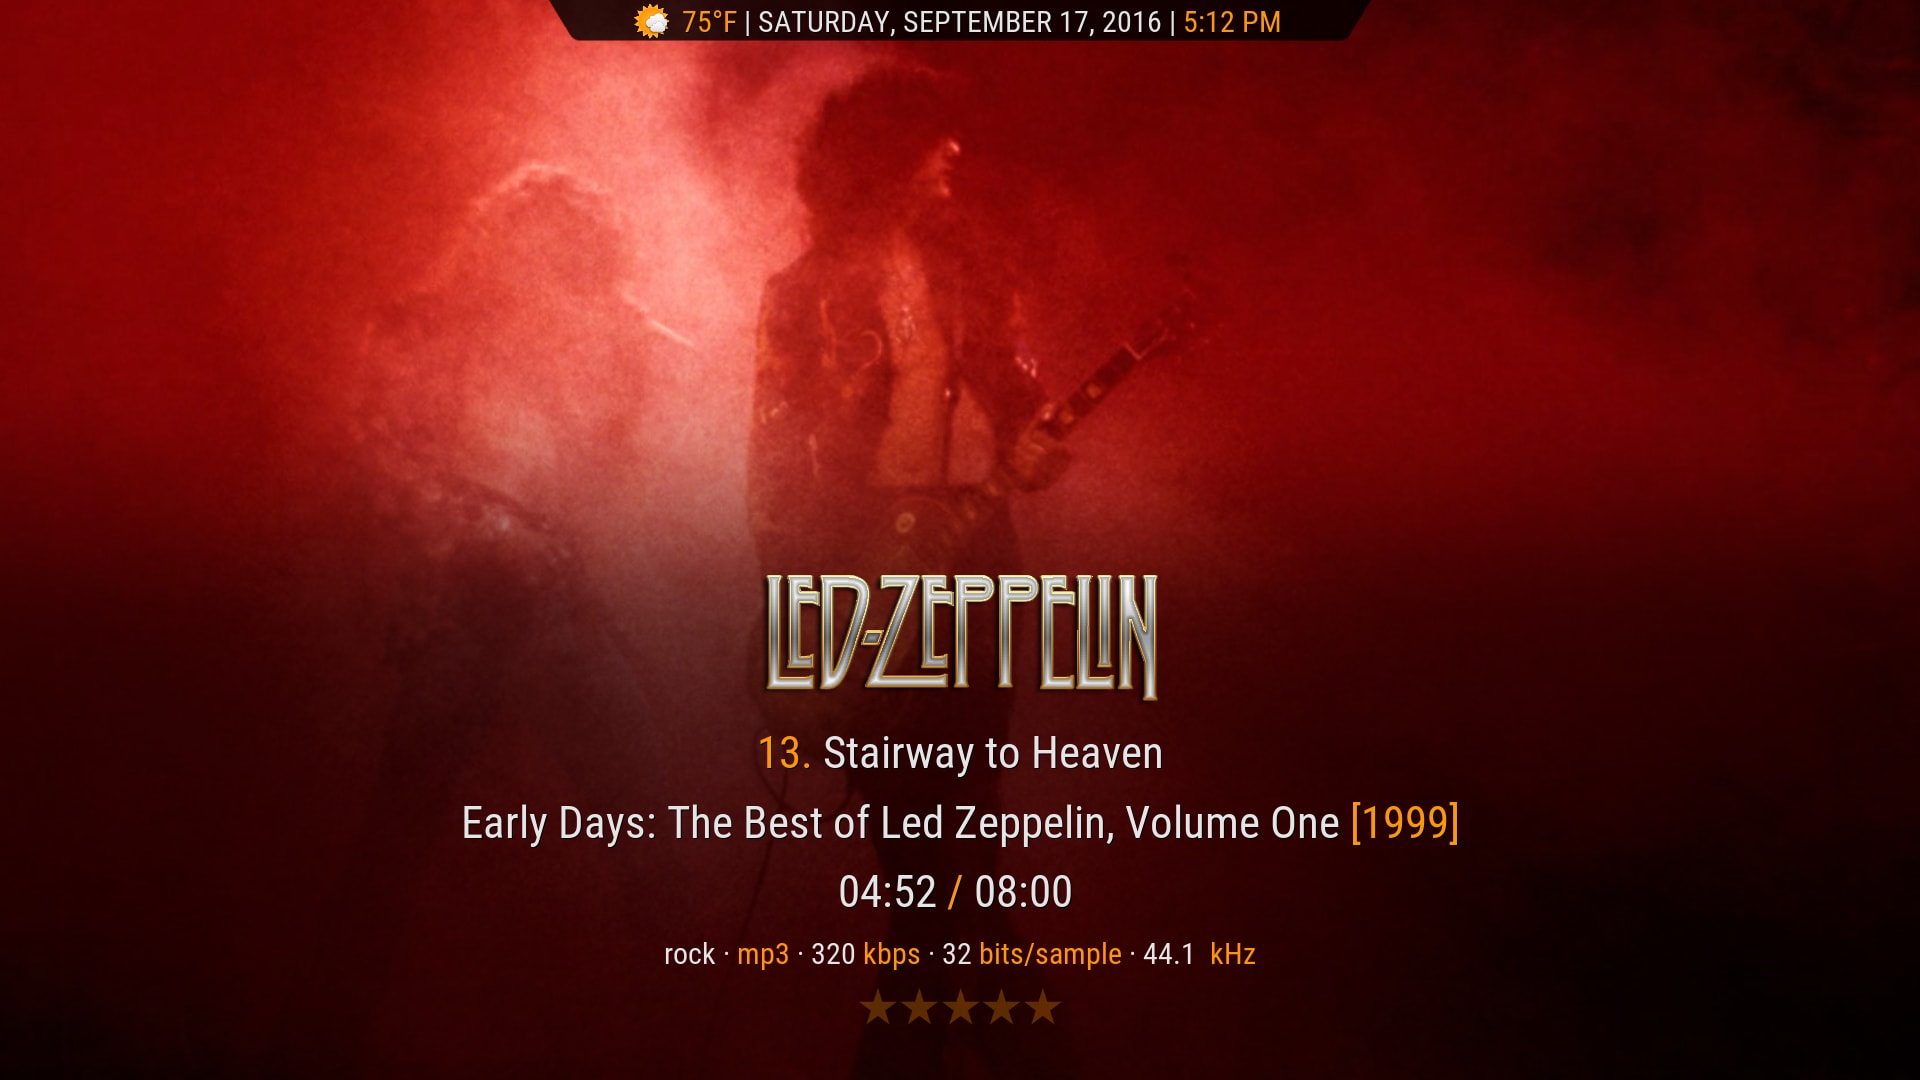 75°F | SATURDAY, SEPTEMBER 17, 2016 | 5:12 PM
LED-ZEPPELIN
13. Stairway to Heaven
Early Days: The Best of Led Zeppelin, Volume One [1999]
04:52 / 08:00
rock · mp3 · 320 kbps · 32 bits/sample · 44.1 kHz